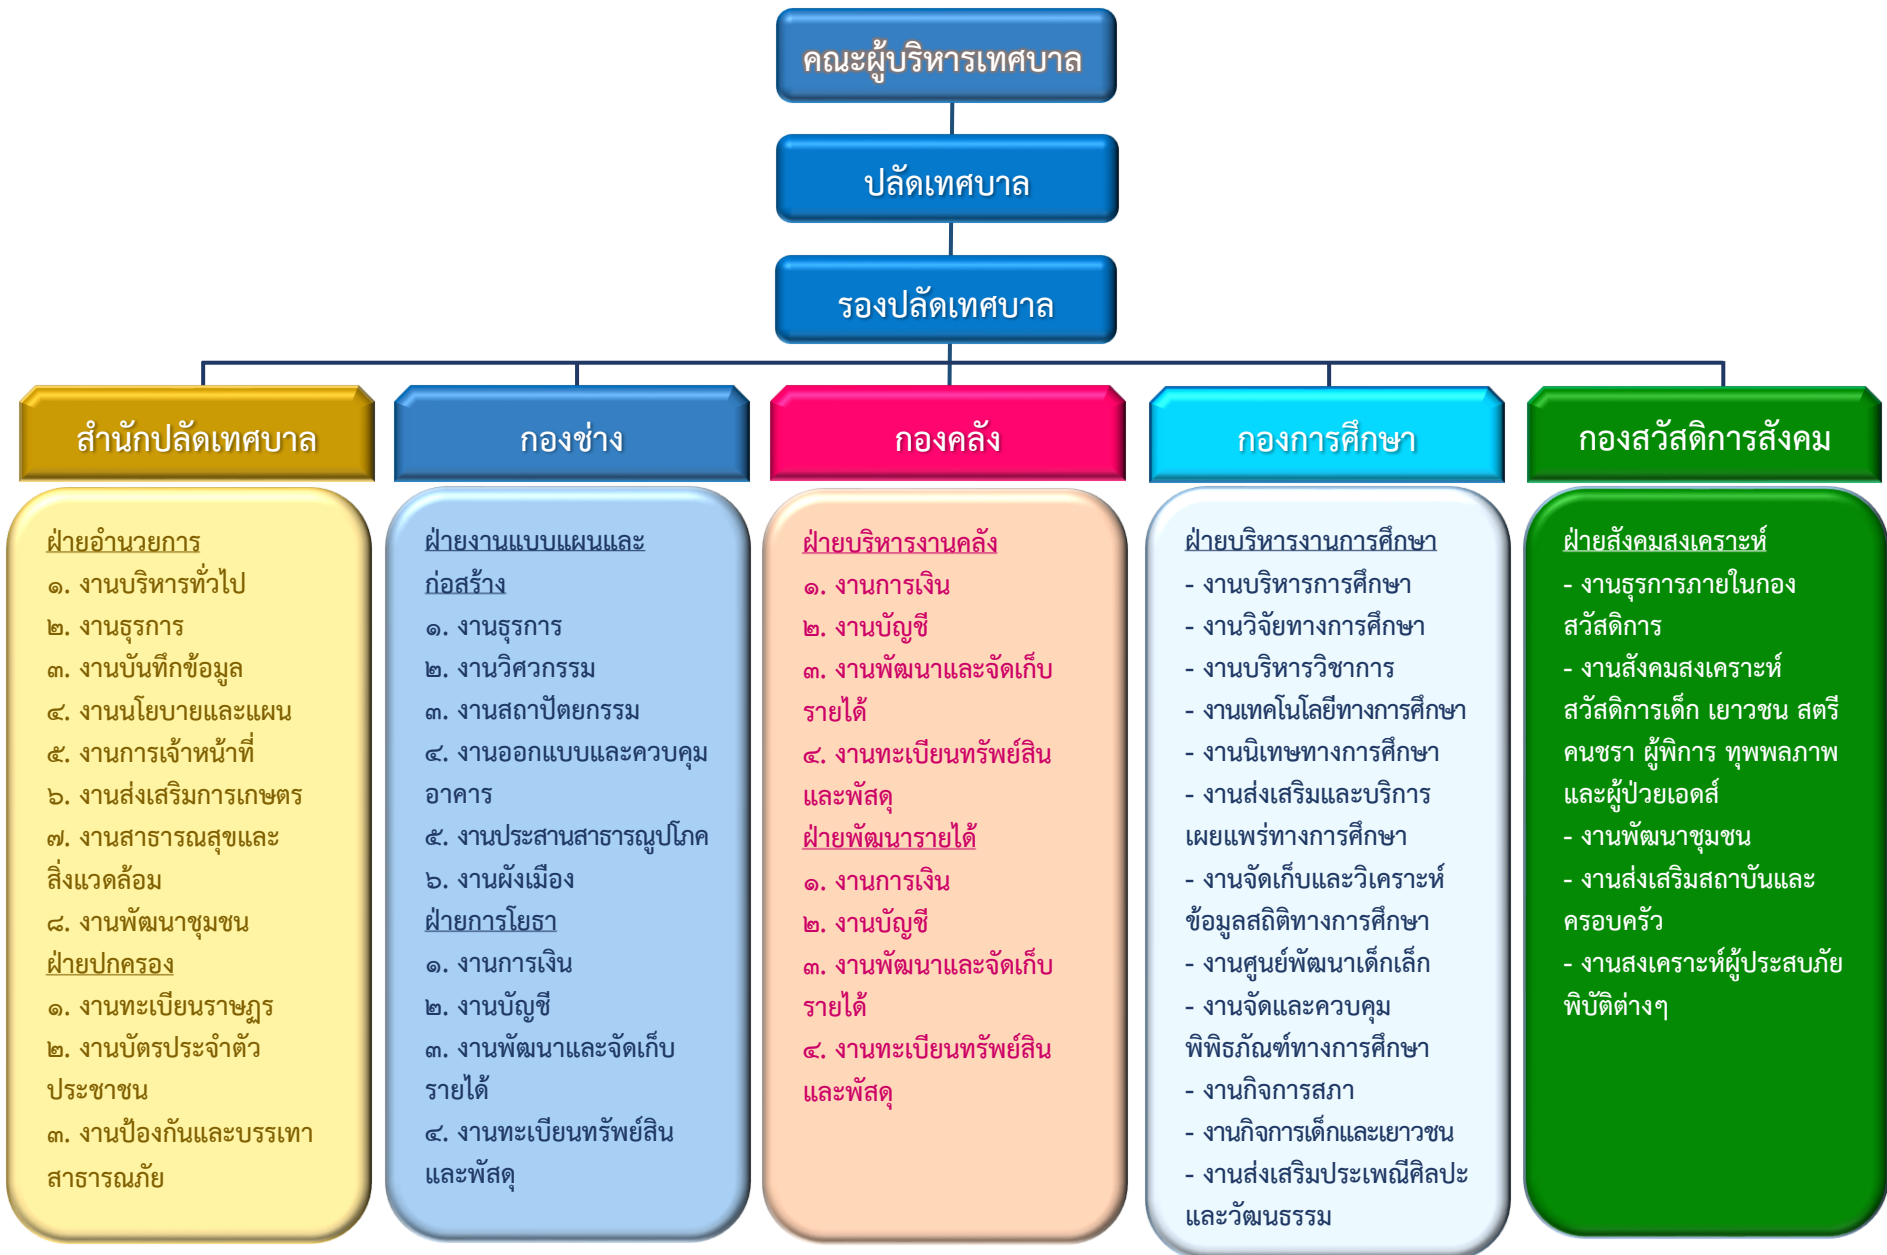 คณะผู้บริหารเทศบาล
ปลัดเทศบาล
รองปลัดเทศบาล
สำนักปลัดเทศบาล
ฝ่ายอำนวยการ
๑. งานบริหารทั่วไป
๒. งานธุรการ
๓. งานบันทึกข้อมูล
๔. งานนโยบายและแผน
๕. งานการเจ้าหน้าที่
๖. งานส่งเสริมการเกษตร
๗. งานสาธารณสุขและ
สิ่งแวดล้อม
๘. งานพัฒนาชุมชน
ฝ่ายปกครอง
๑. งานทะเบียนราษฎร
๒. งานบัตรประจำตัว
ประชาชน
๓. งานป้องกันและบรรเทา
สาธารณภัย
กองช่าง
ฝ่ายงานแบบแผนและ
ก่อสร้าง
๑. งานธุรการ
๒. งานวิศวกรรม
๓. งานสถาปัตยกรรม
๔. งานออกแบบและควบคุม
อาคาร
๕. งานประสานสาธารณูปโภค
๖. งานผังเมือง
ฝ่ายการโยธา
๑. งานการเงิน
๒. งานบัญชี
๓. งานพัฒนาและจัดเก็บ
รายได้
๔. งานทะเบียนทรัพย์สิน
และพัสดุ
กองคลัง
ฝ่ายบริหารงานคลัง
๑. งานการเงิน
๒. งานบัญชี
๓. งานพัฒนาและจัดเก็บ
รายได้
๔. งานทะเบียนทรัพย์สิน
และพัสดุ
ฝ่ายพัฒนารายได้
๑. งานการเงิน
๒. งานบัญชี
๓. งานพัฒนาและจัดเก็บ
รายได้
๔. งานทะเบียนทรัพย์สิน
และพัสดุ
กองการศึกษา
ฝ่ายบริหารงานการศึกษา
- งานบริหารการศึกษา
- งานวิจัยทางการศึกษา
- งานบริหารวิชาการ
- งานเทคโนโลยีทางการศึกษา
- งานนิเทษทางการศึกษา
- งานส่งเสริมและบริการ
เผยแพร่ทางการศึกษา
- งานจัดเก็บและวิเคราะห์
ข้อมูลสถิติทางการศึกษา
- งานศูนย์พัฒนาเด็กเล็ก
- งานจัดและควบคุม
พิพิธภัณฑ์ทางการศึกษา
- งานกิจการสภา
- งานกิจการเด็กและเยาวชน
- งานส่งเสริมประเพณีศิลปะ
และวัฒนธรรม
กองสวัสดิการสังคม
ฝ่ายสังคมสงเคราะห์
- งานธุรการภายในกอง
สวัสดิการ
- งานสังคมสงเคราะห์
สวัสดิการเด็ก เยาวชน สตรี
คนชรา ผู้พิการ ทุพพลภาพ
และผู้ป่วยเอดส์
- งานพัฒนาชุมชน
- งานส่งเสริมสถาบันและ
ครอบครัว
- งานสงเคราะห์ผู้ประสบภัย
พิบัติต่างๆ